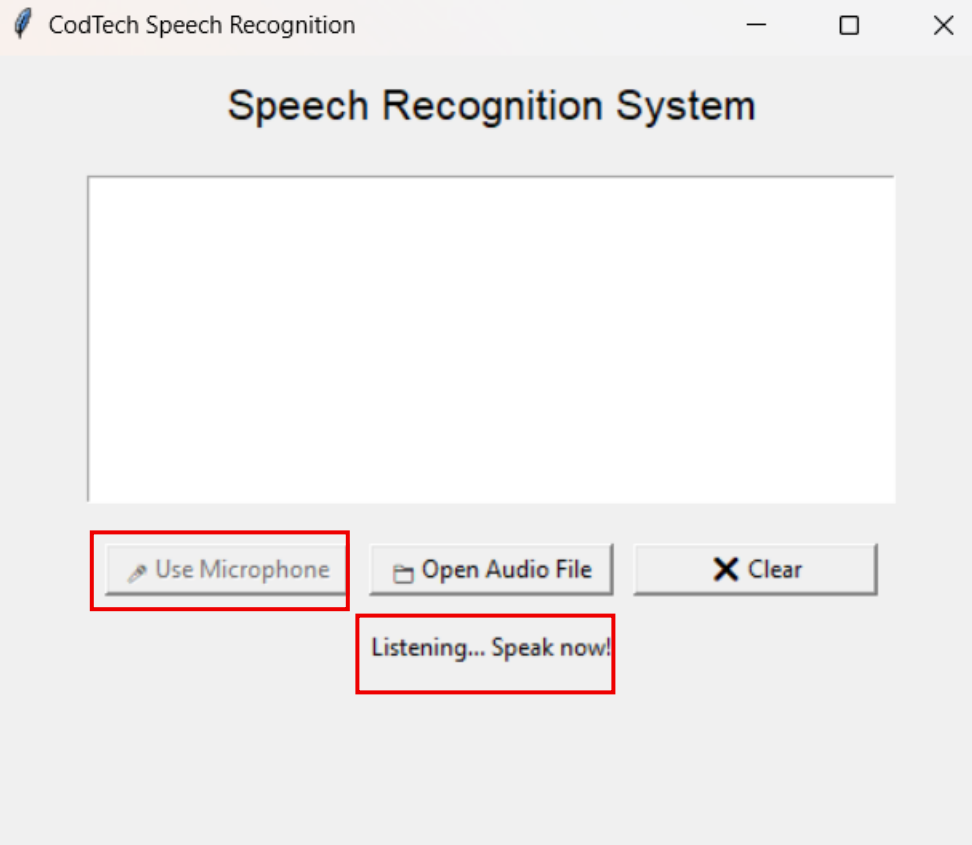 CodTech Speech Recognition
Speech Recognition System
Use Microphone
Open Audio File
Clear
Listening... Speak now!